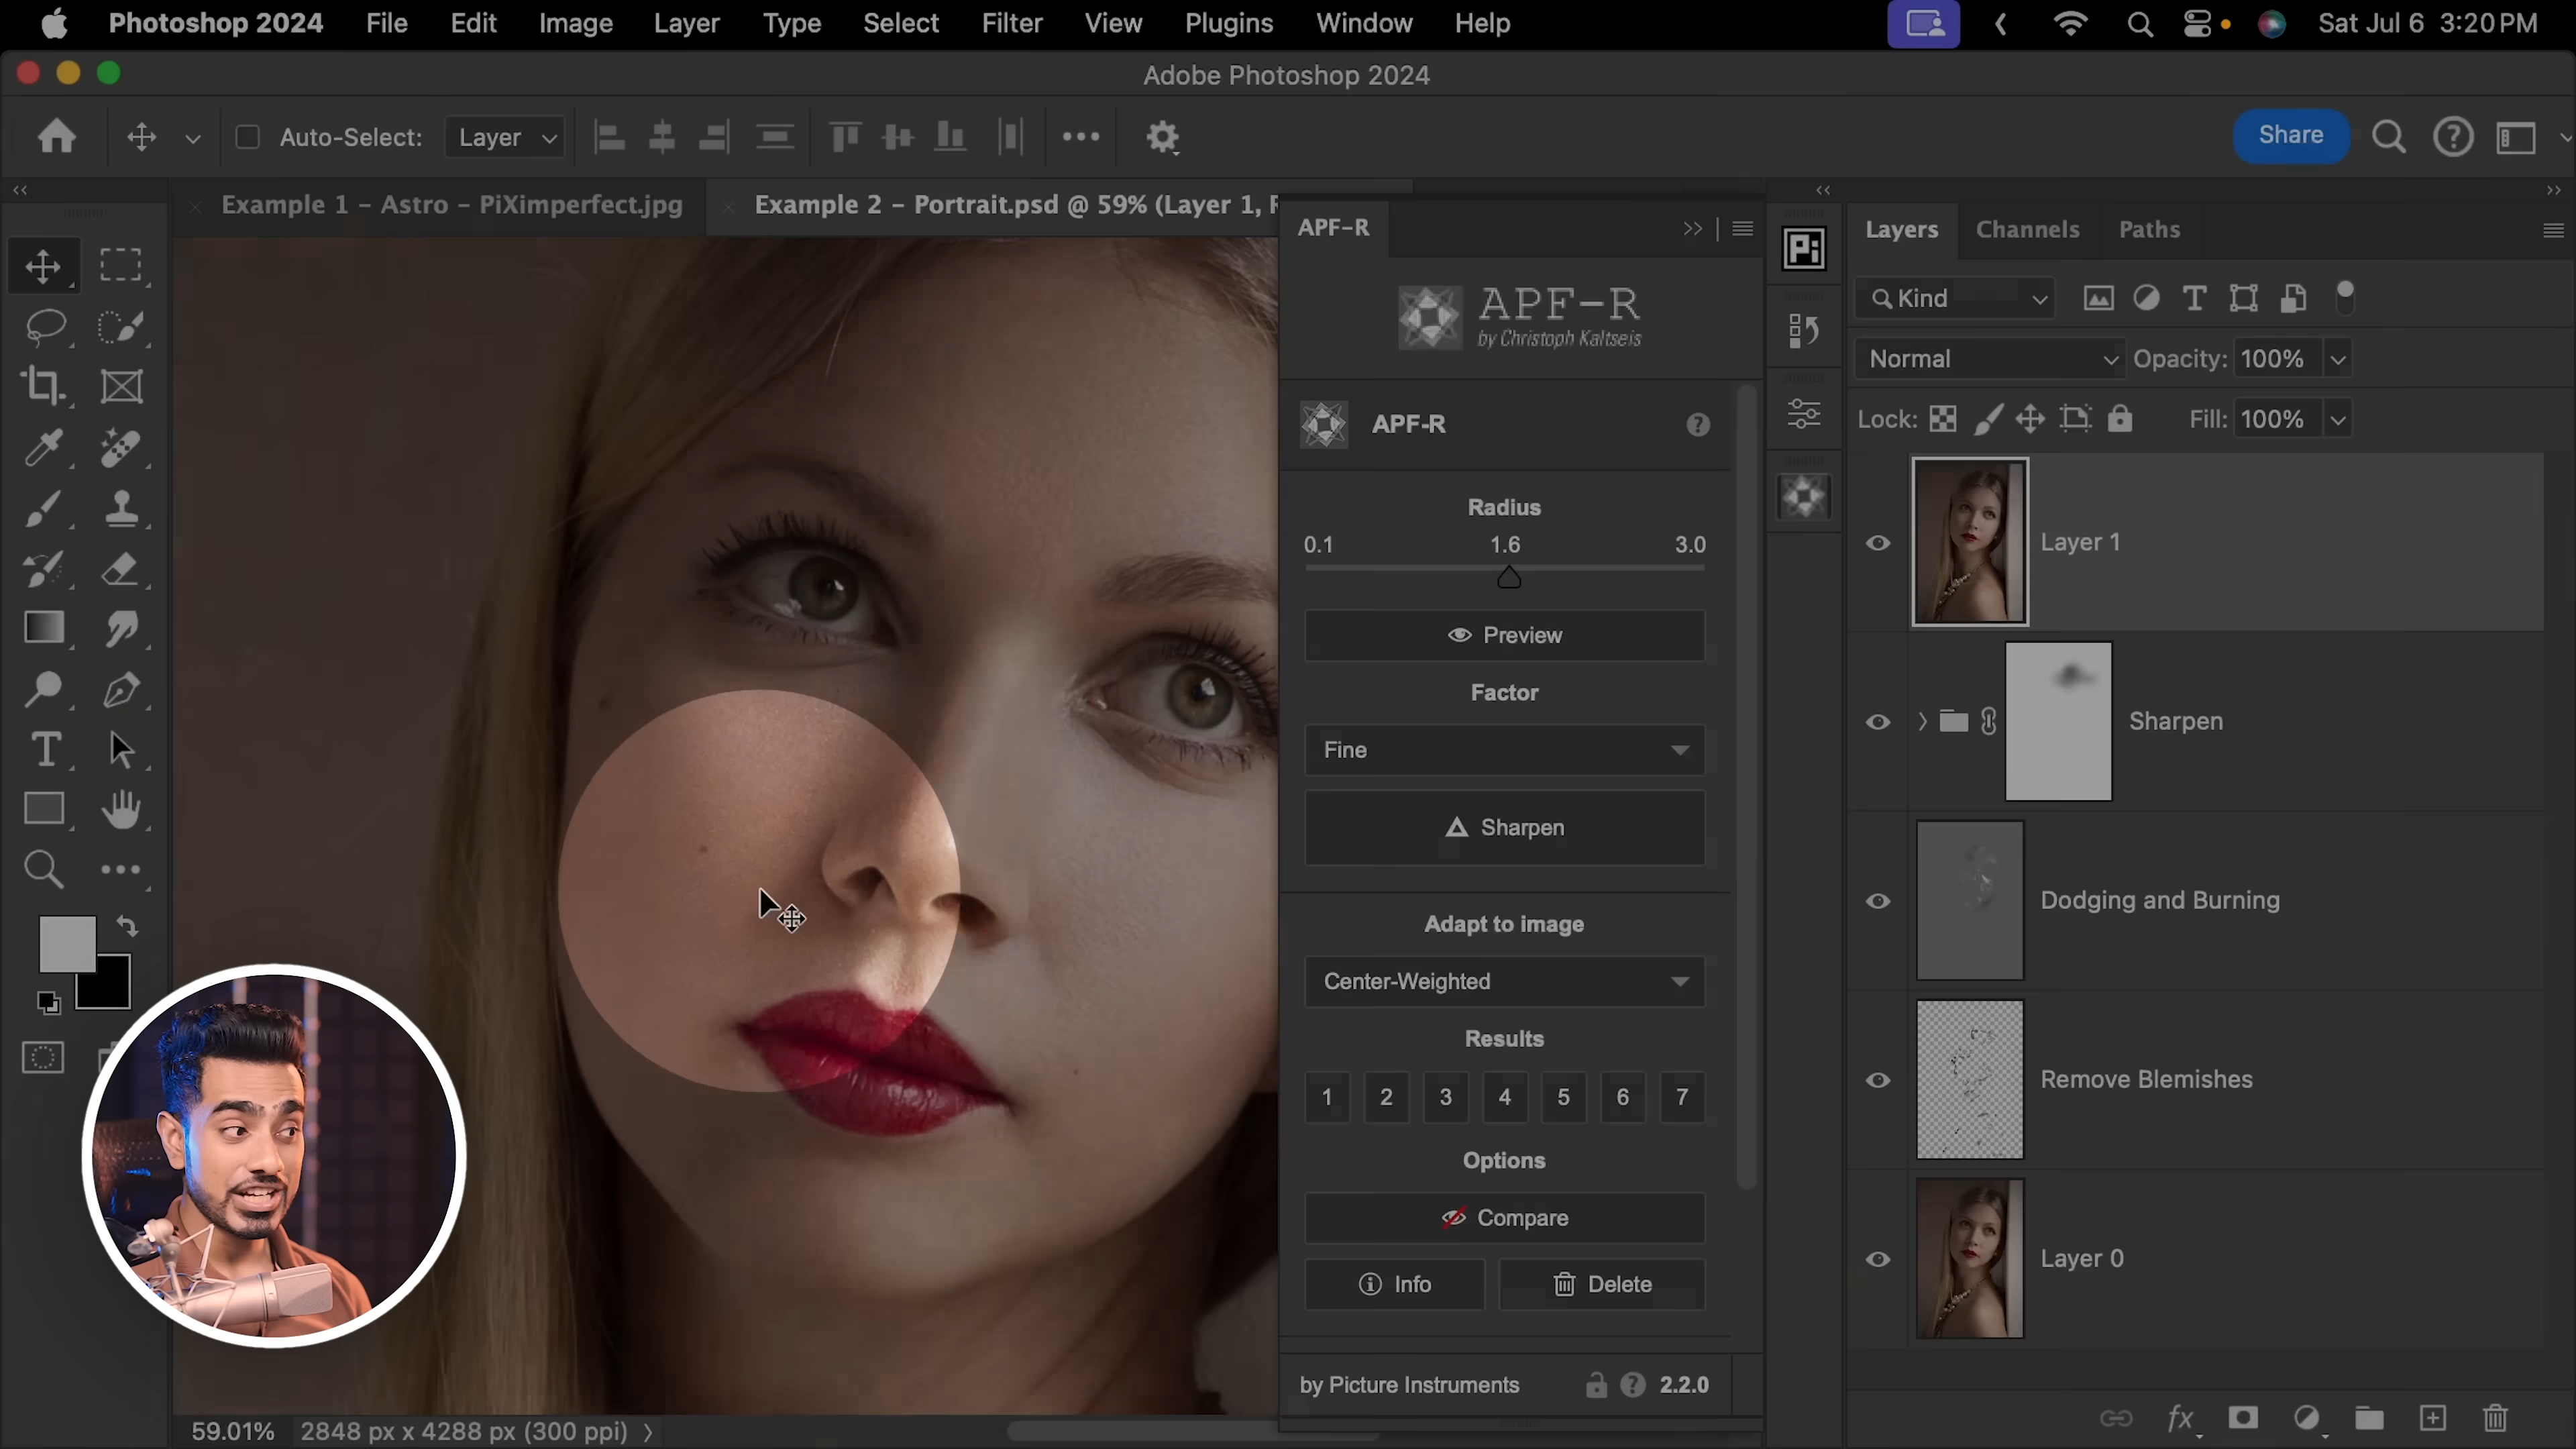 Photoshop 2024 File Edit Image Layer Type Select Filter View Plugins Window Help Sat Jul 6 3:20 PM
Adobe Photoshop 2024
Auto-Select: Layer Share
Example 1 – Astro – PiXimperfect.jpg Example 2 – Portrait.psd @ 59% (Layer 1, R
APF-R
APF-R
by Christoph Kaltseis
APF-R
Radius
0.1 1.6 3.0
Preview
Factor
Fine
Sharpen
Adapt to image
Center-Weighted
Results
1 2 3 4 5 6 7
Options
Compare
Info Delete
by Picture Instruments 2.2.0
Pi
Layers Channels Paths
Kind
Normal Opacity: 100%
Lock: Fill: 100%
Layer 1
Sharpen
Dodging and Burning
Remove Blemishes
Layer 0
fx
59.01% 2848 px x 4288 px (300 ppi)